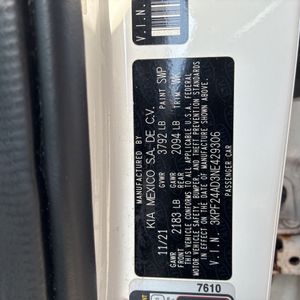 V.I.N.
PAINT SWP
TRIM WK
KIA MEXICO S.A. DE C.V.
11/21 GVWR 3792 LB
GAWR FRONT 2183 LB GAWR REAR 2094 LB
THIS VEHICLE CONFORMS TO ALL APPLICABLE U.S.A. FEDERAL
MOTOR VEHICLE SAFETY, BUMPER, AND THEFT PREVENTION STANDARDS
IN EFFECT ON THE DATE OF MANUFACTURE SHOWN ABOVE.
V.I.N. 3KPF24AD3NE429306
PASSENGER CAR
7610